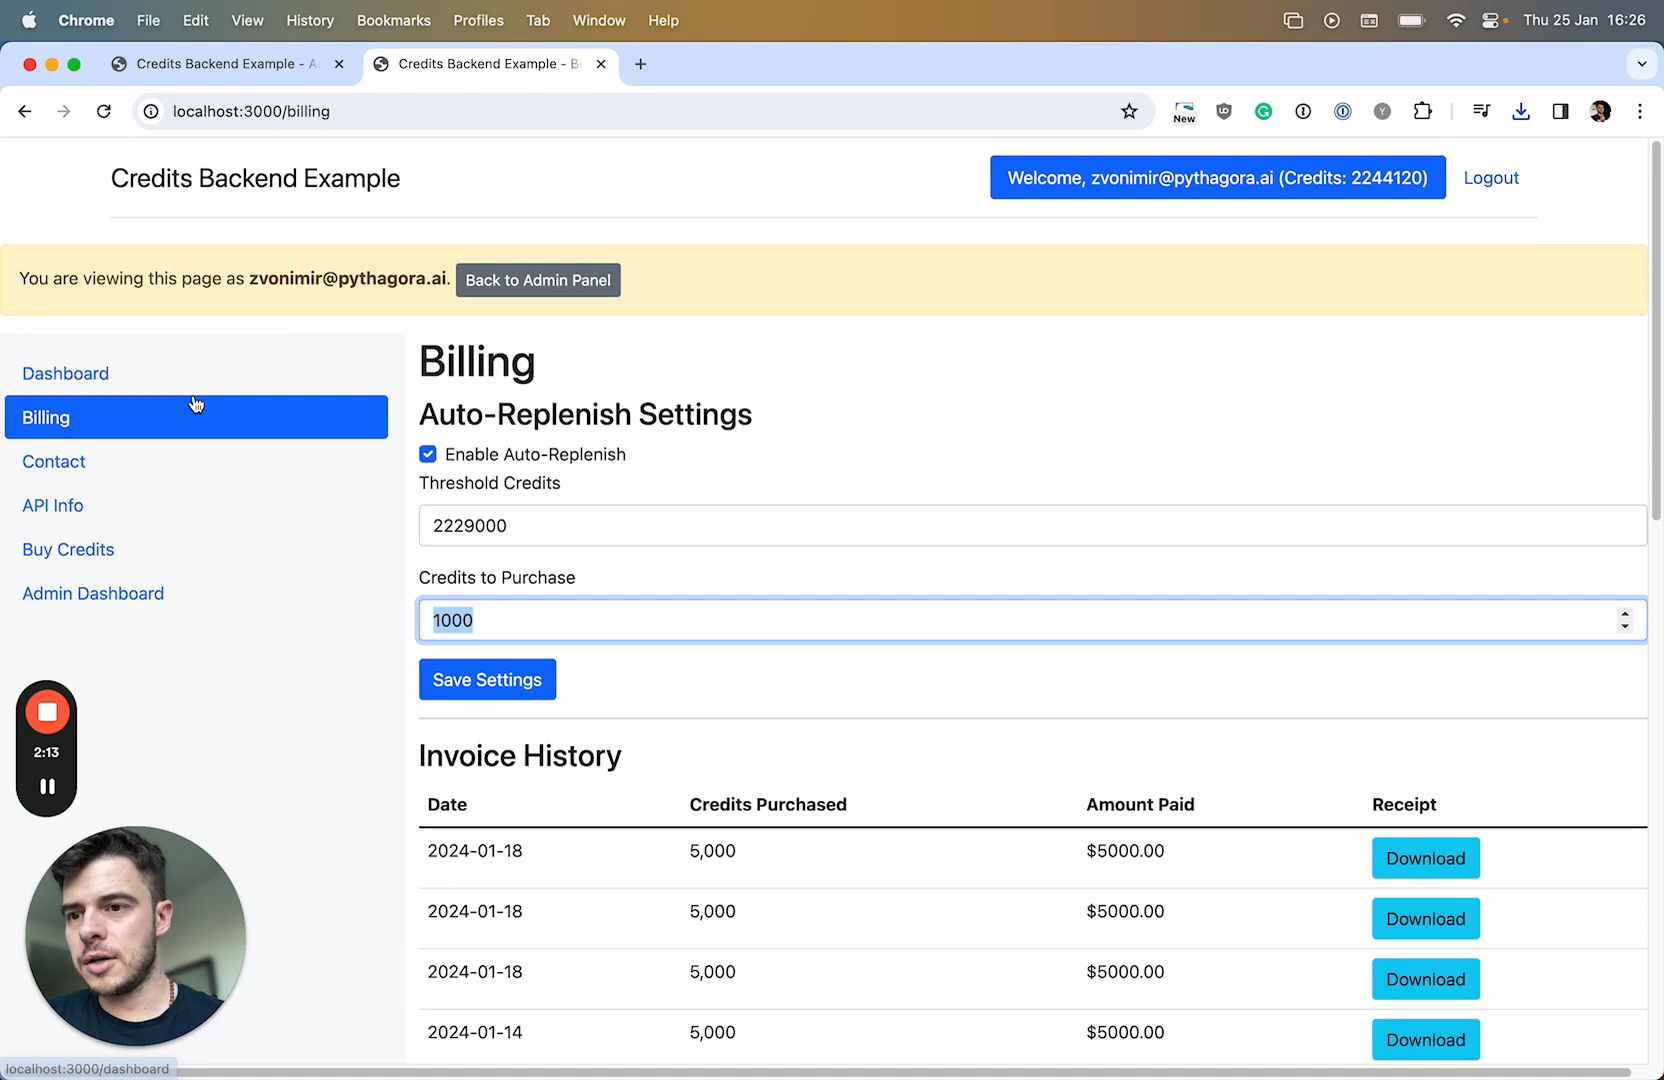 Chrome File Edit View History Bookmarks Profiles Tab Window Help Thu 25 Jan 16:26
Credits Backend Example - A Credits Backend Example - Bi
localhost:3000/billing New
Credits Backend Example
Welcome, zvonimir@pythagora.ai (Credits: 2244120) Logout
You are viewing this page as zvonimir@pythagora.ai. Back to Admin Panel
Dashboard
Billing
Contact
API Info
Buy Credits
Admin Dashboard
Billing
Auto-Replenish Settings
Enable Auto-Replenish
Threshold Credits
2229000
Credits to Purchase
1000
Save Settings
2:13
Invoice History
Date Credits Purchased Amount Paid Receipt
2024-01-18 5,000 $5000.00 Download
2024-01-18 5,000 $5000.00 Download
2024-01-18 5,000 $5000.00 Download
2024-01-14 5,000 $5000.00 Download
localhost:3000/dashboard